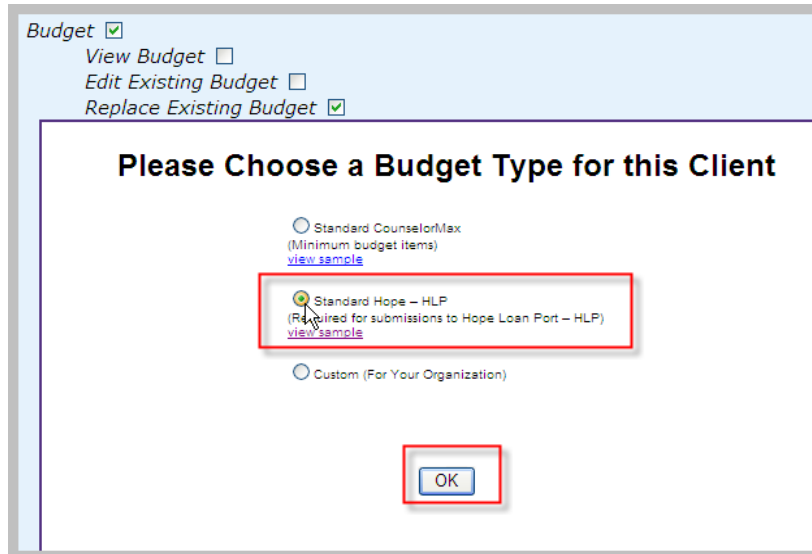 Budget
View Budget
Edit Existing Budget
Replace Existing Budget
Please Choose a Budget Type for this Client
Standard CounselorMax
(Minimum budget items)
view sample
Standard Hope – HLP
(Required for submissions to Hope Loan Port – HLP)
view sample
Custom (For Your Organization)
OK